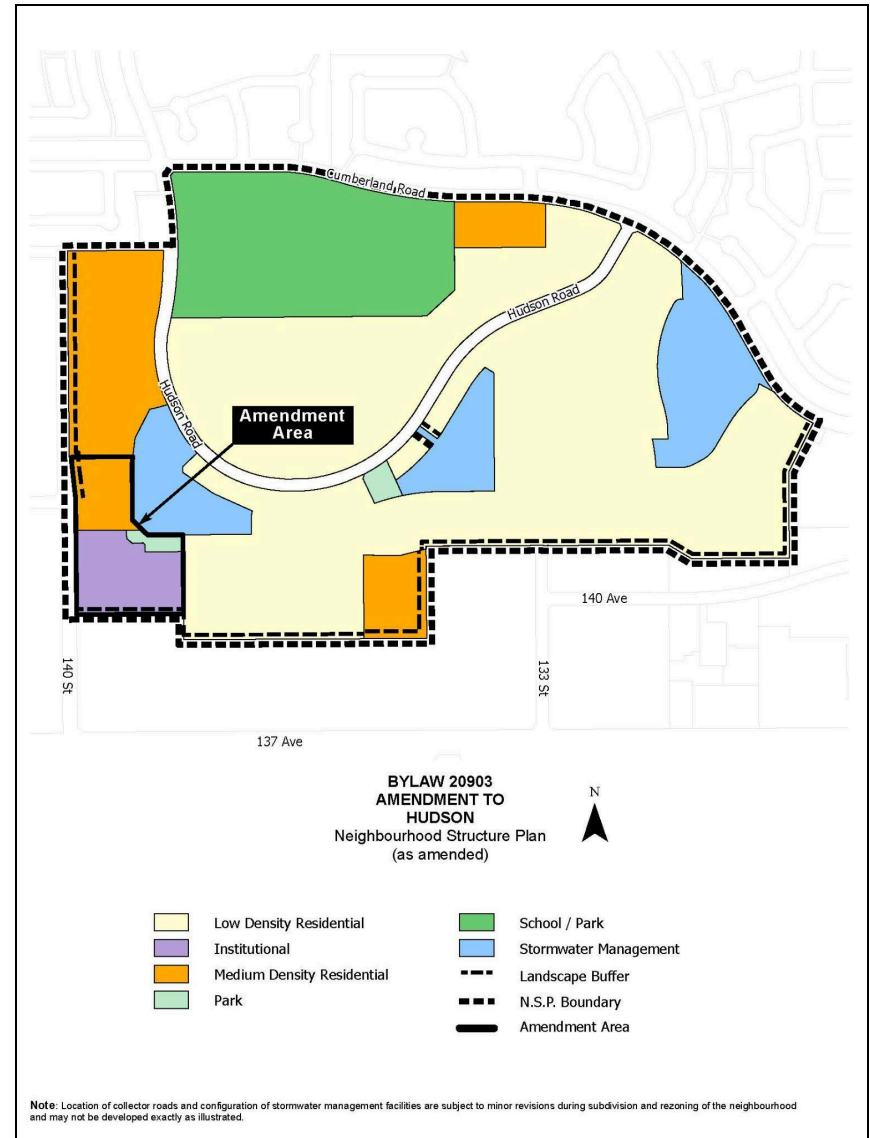 Cumberland Road
Hudson Road
Hudson Road
Amendment
Area
140 Ave
140 St
133 St
137 Ave
BYLAW 20903
AMENDMENT TO
HUDSON
Neighbourhood Structure Plan
(as amended)
N
Low Density Residential
Institutional
Medium Density Residential
Park
School / Park
Stormwater Management
Landscape Buffer
N.S.P. Boundary
Amendment Area
Note: Location of collector roads and configuration of stormwater management facilities are subject to minor revisions during subdivision and rezoning of the neighbourhood
and may not be developed exactly as illustrated.